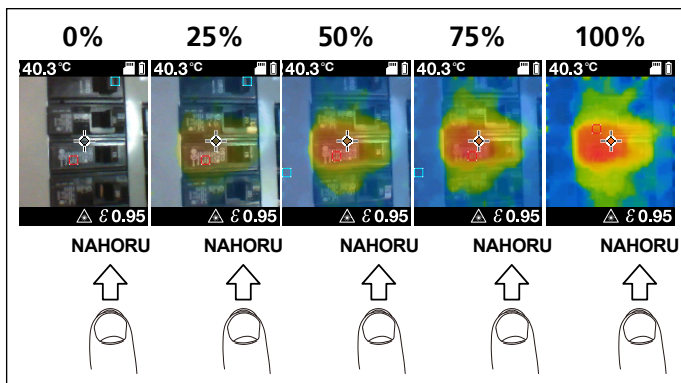 0% 25% 50% 75% 100%
40.3°C 40.3°C 40.3°C 40.3°C 40.3°C
ε 0.95 ε 0.95 ε 0.95 ε 0.95 ε 0.95
NAHORU NAHORU NAHORU NAHORU NAHORU